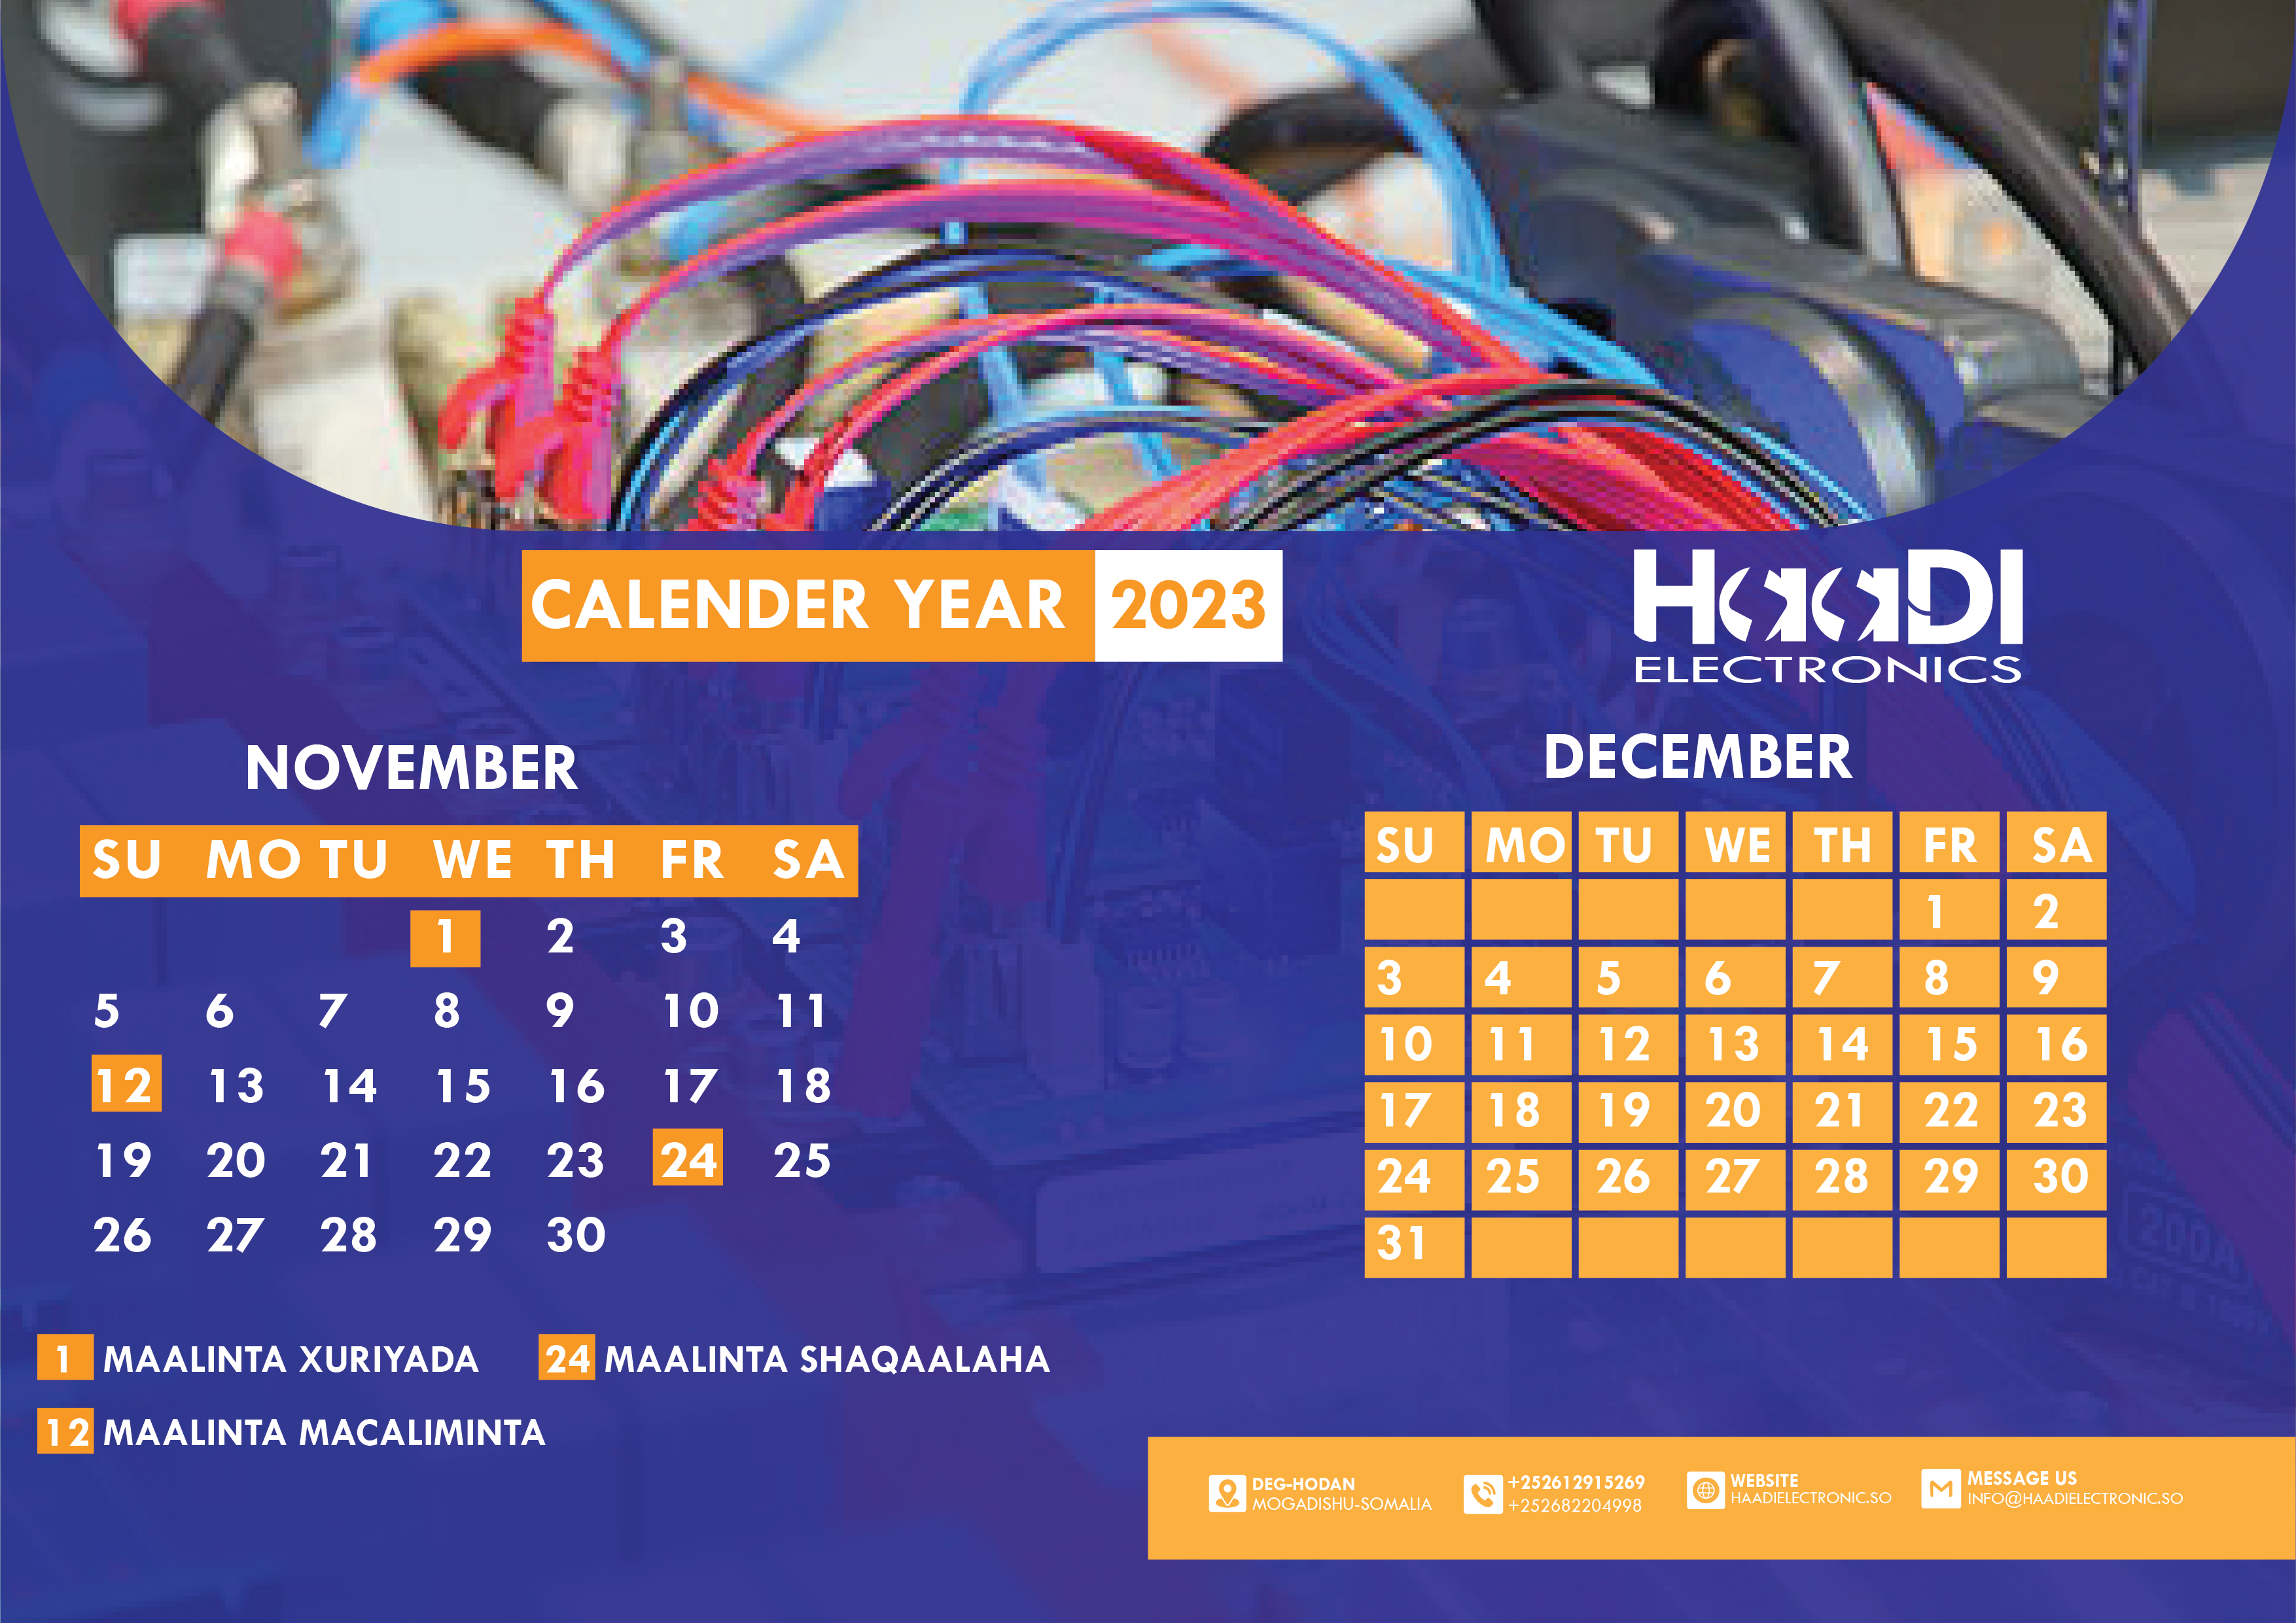 CALENDER YEAR 2023
HaaDI
ELECTRONICS
NOVEMBER
SU MO TU WE TH FR SA
1 2 3 4
5 6 7 8 9 10 11
12 13 14 15 16 17 18
19 20 21 22 23 24 25
26 27 28 29 30
1 MAALINTA XURIYADA
24 MAALINTA SHAQAALAHA
12 MAALINTA MACALIMINTA
DECEMBER
SU MO TU WE TH FR SA
1 2
3 4 5 6 7 8 9
10 11 12 13 14 15 16
17 18 19 20 21 22 23
24 25 26 27 28 29 30
31
200A
DEG-HODAN
MOGADISHU-SOMALIA
+252612915269
+252682204998
WEBSITE
HAADIELECTRONIC.SO
MESSAGE US
INFO@HAADIELECTRONIC.SO